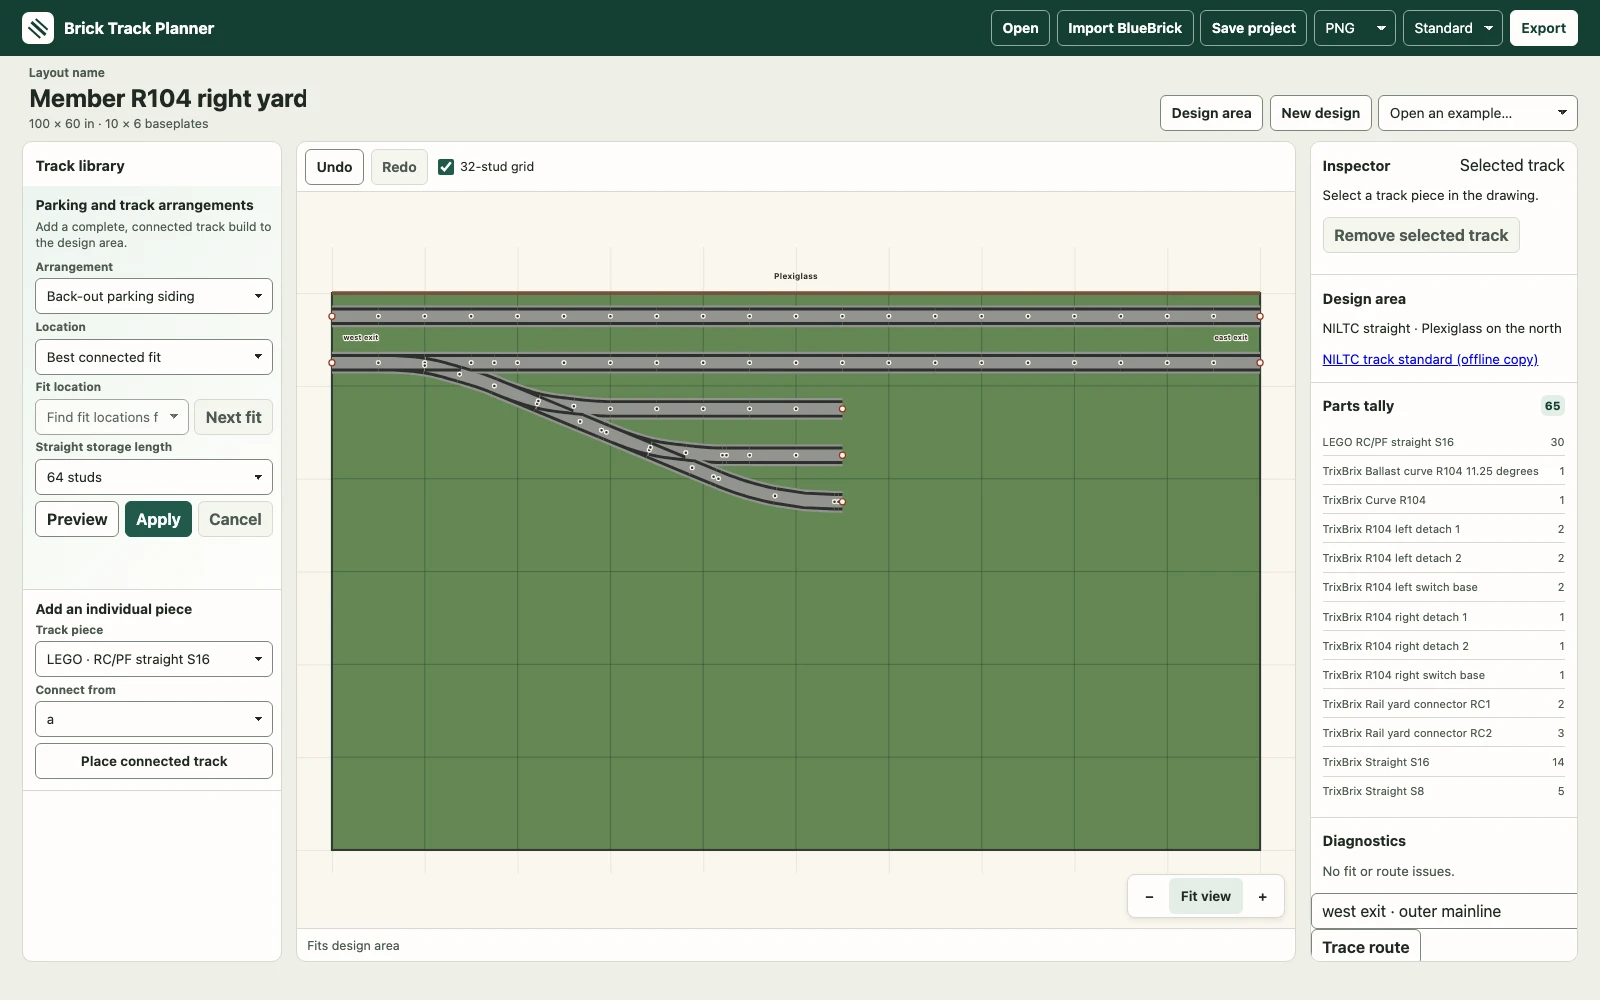 Brick Track Planner
Open
Import BlueBrick
Save project
PNG
Standard
Export
Layout name
Member R104 right yard
100 × 60 in · 10 × 6 baseplates
Design area
New design
Open an example...
Track library
Parking and track arrangements
Add a complete, connected track build to
the design area.
Arrangement
Back-out parking siding
Location
Best connected fit
Fit location
Find fit locations f
Next fit
Straight storage length
64 studs
Preview
Apply
Cancel
Add an individual piece
Track piece
LEGO · RC/PF straight S16
Connect from
a
Place connected track
Undo
Redo
32-stud grid
Plexiglass
west exit
east exit
−
Fit view
+
Fits design area
Inspector
Selected track
Select a track piece in the drawing.
Remove selected track
Design area
NILTC straight · Plexiglass on the north
NILTC track standard (offline copy)
Parts tally
65
LEGO RC/PF straight S16 30
TrixBrix Ballast curve R104 11.25 degrees 1
TrixBrix Curve R104 1
TrixBrix R104 left detach 1 2
TrixBrix R104 left detach 2 2
TrixBrix R104 left switch base 2
TrixBrix R104 right detach 1 1
TrixBrix R104 right detach 2 1
TrixBrix R104 right switch base 1
TrixBrix Rail yard connector RC1 2
TrixBrix Rail yard connector RC2 3
TrixBrix Straight S16 14
TrixBrix Straight S8 5
Diagnostics
No fit or route issues.
west exit · outer mainline
Trace route